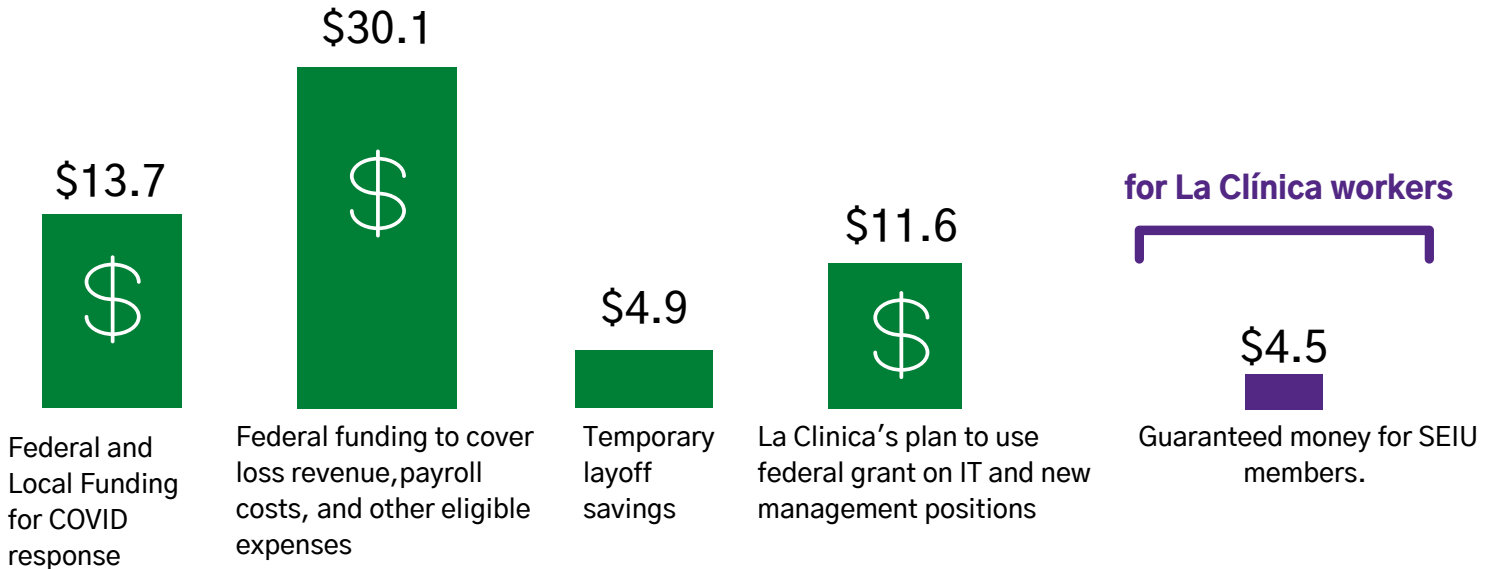 $13.7
Federal and
Local Funding
for COVID
response
$30.1
Federal funding to cover
loss revenue,payroll
costs, and other eligible
expenses
$4.9
Temporary
layoff
savings
$11.6
La Clinica’s plan to use
federal grant on IT and new
management positions
for La Clínica workers
$4.5
Guaranteed money for SEIU
members.
$
$
$